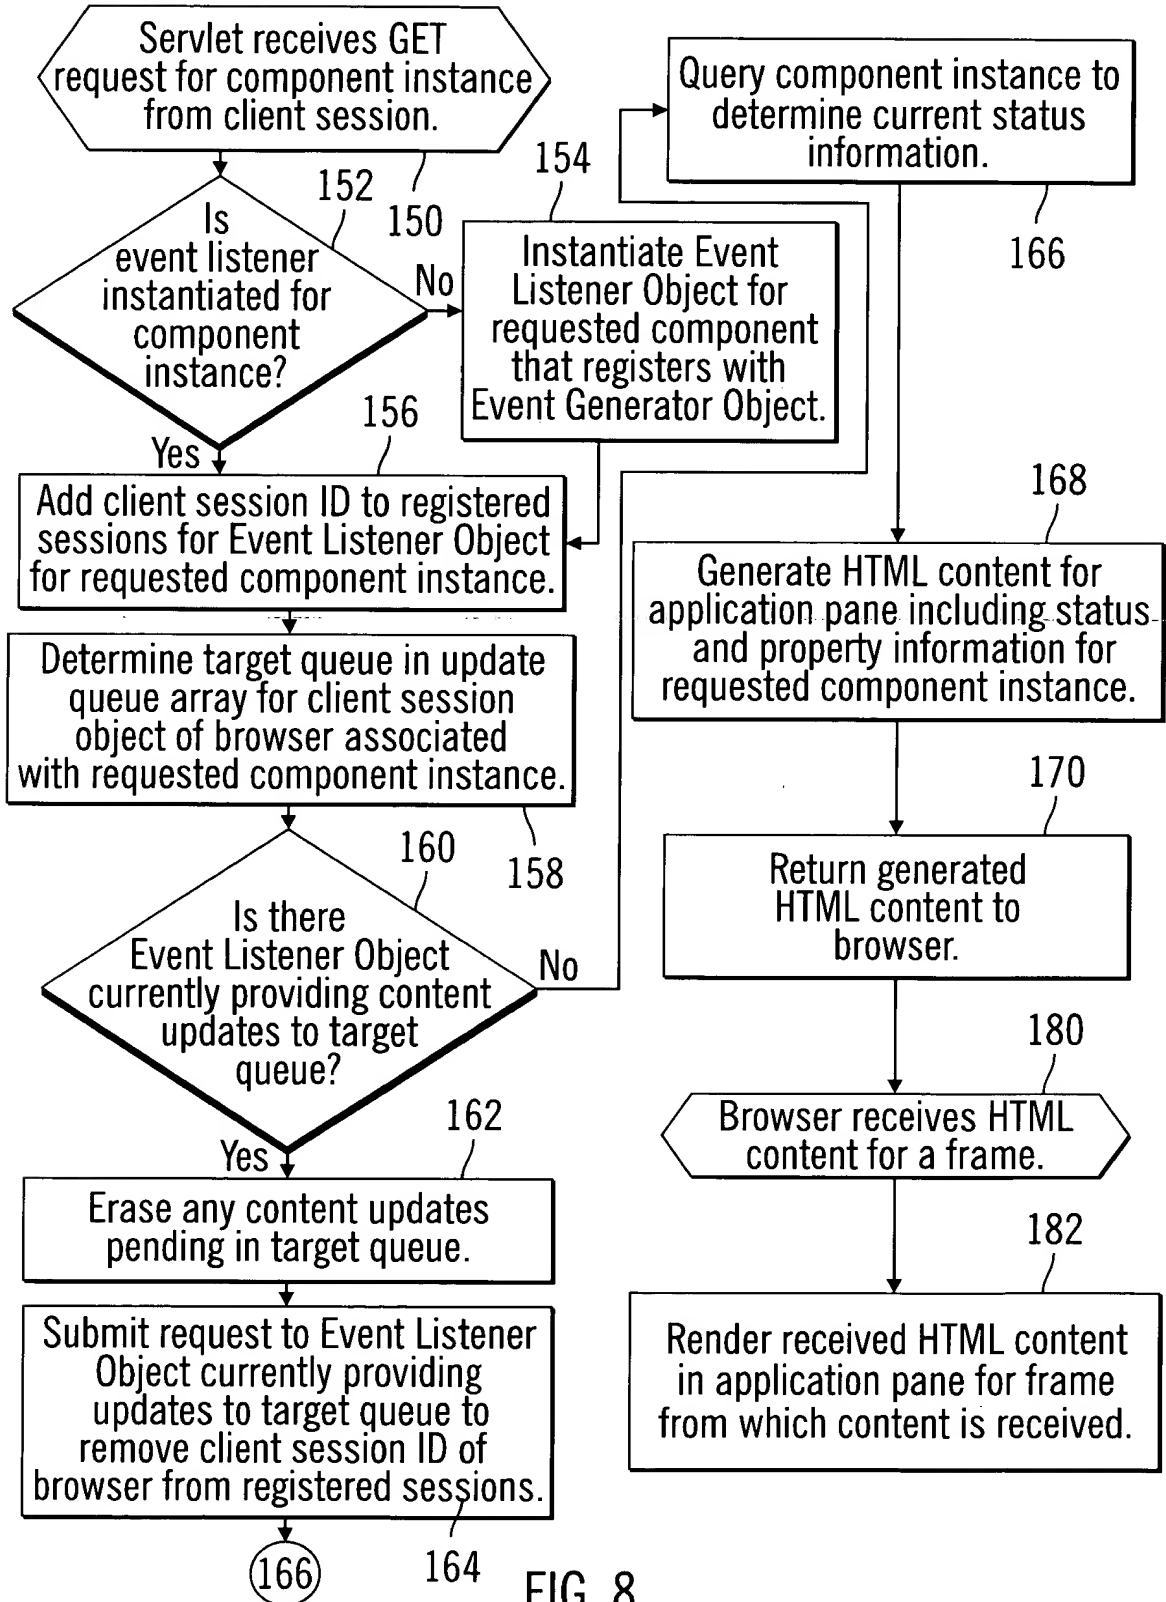 Servlet receives GET
request for component instance
from client session.
150
Is
event listener
instantiated for
component
instance?
152
No
Yes
154
Instantiate Event
Listener Object for
requested component
that registers with
Event Generator Object.
156
Add client session ID to registered
sessions for Event Listener Object
for requested component instance.
Determine target queue in update
queue array for client session
object of browser associated
with requested component instance.
158
160
Is there
Event Listener Object
currently providing content
updates to target
queue?
No
Yes
162
Erase any content updates
pending in target queue.
Submit request to Event Listener
Object currently providing
updates to target queue to
remove client session ID of
browser from registered sessions.
164
166
Query component instance to
determine current status
information.
166
168
Generate HTML content for
application pane including status
and property information for
requested component instance.
170
Return generated
HTML content to
browser.
180
Browser receives HTML
content for a frame.
182
Render received HTML content
in application pane for frame
from which content is received.
FIG. 8